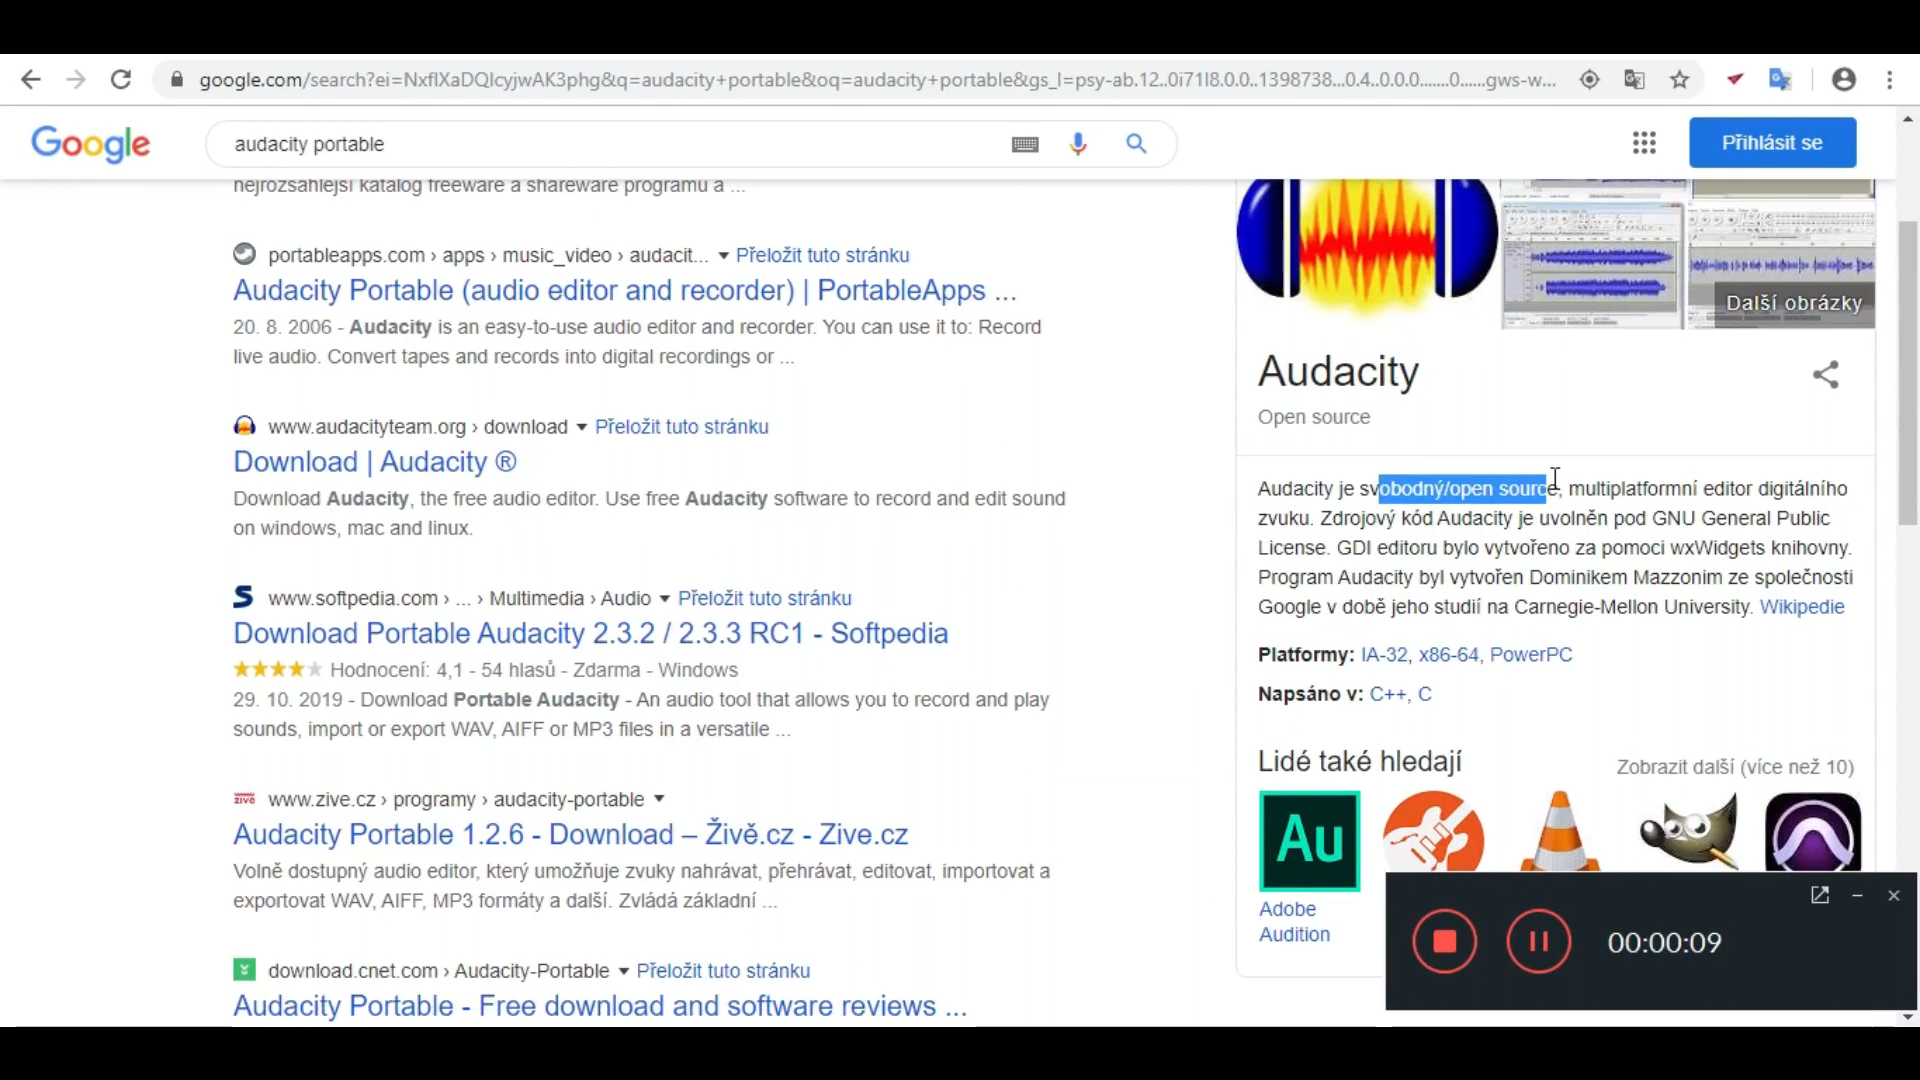 google.com/search?ei=NxflXaDQIcyjwAK3phg&q=audacity+portable&oq=audacity+portable&gs_l=psy-ab.12..0i71l8.0.0..1398738...0.4..0.0.0.......0......gws-w...
Google
audacity portable
Přihlásit se
nejrozsáhlejší katalog freeware a shareware programů a ...
portableapps.com › apps › music_video › audacit... Přeložit tuto stránku
Audacity Portable (audio editor and recorder) | PortableApps ...
20. 8. 2006 - Audacity is an easy-to-use audio editor and recorder. You can use it to: Record
live audio. Convert tapes and records into digital recordings or ...
www.audacityteam.org › download Přeložit tuto stránku
Download | Audacity ®
Download Audacity, the free audio editor. Use free Audacity software to record and edit sound
on windows, mac and linux.
www.softpedia.com › ... › Multimedia › Audio Přeložit tuto stránku
Download Portable Audacity 2.3.2 / 2.3.3 RC1 - Softpedia
Hodnocení: 4,1 - 54 hlasů - Zdarma - Windows
29. 10. 2019 - Download Portable Audacity - An audio tool that allows you to record and play
sounds, import or export WAV, AIFF or MP3 files in a versatile ...
živě www.zive.cz › programy › audacity-portable
Audacity Portable 1.2.6 - Download – Živě.cz - Zive.cz
Volně dostupný audio editor, který umožňuje zvuky nahrávat, přehrávat, editovat, importovat a
exportovat WAV, AIFF, MP3 formáty a další. Zvládá základní ...
download.cnet.com › Audacity-Portable Přeložit tuto stránku
Audacity Portable - Free download and software reviews ...
Další obrázky
Audacity
Open source
Audacity je svobodný/open source, multiplatformní editor digitálního
zvuku. Zdrojový kód Audacity je uvolněn pod GNU General Public
License. GDI editoru bylo vytvořeno za pomoci wxWidgets knihovny.
Program Audacity byl vytvořen Dominikem Mazzonim ze společnosti
Google v době jeho studií na Carnegie-Mellon University. Wikipedie
Platformy: IA-32, x86-64, PowerPC
Napsáno v: C++, C
Lidé také hledají
Zobrazit další (více než 10)
Au
Adobe
Audition
00:00:09